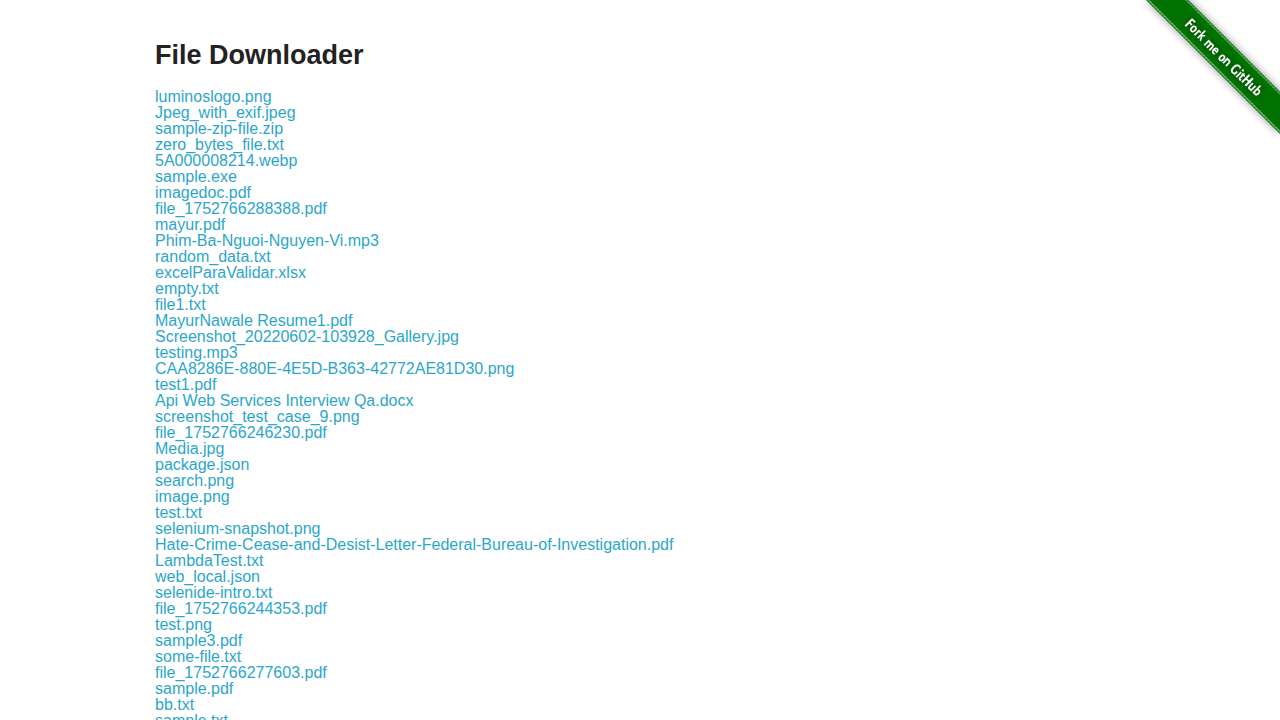 File Downloader
Fork me on GitHub
luminoslogo.png
Jpeg_with_exif.jpeg
sample-zip-file.zip
zero_bytes_file.txt
5A000008214.webp
sample.exe
imagedoc.pdf
file_1752766288388.pdf
mayur.pdf
Phim-Ba-Nguoi-Nguyen-Vi.mp3
random_data.txt
excelParaValidar.xlsx
empty.txt
file1.txt
MayurNawale Resume1.pdf
Screenshot_20220602-103928_Gallery.jpg
testing.mp3
CAA8286E-880E-4E5D-B363-42772AE81D30.png
test1.pdf
Api Web Services Interview Qa.docx
screenshot_test_case_9.png
file_1752766246230.pdf
Media.jpg
package.json
search.png
image.png
test.txt
selenium-snapshot.png
Hate-Crime-Cease-and-Desist-Letter-Federal-Bureau-of-Investigation.pdf
LambdaTest.txt
web_local.json
selenide-intro.txt
file_1752766244353.pdf
test.png
sample3.pdf
some-file.txt
file_1752766277603.pdf
sample.pdf
bb.txt
sample.txt